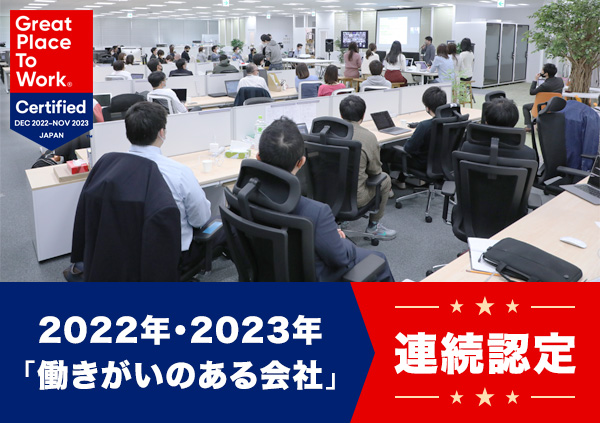 Great
Place
To
Work®
Certified
DEC 2022–NOV 2023
JAPAN
2022年・2023年
「働きがいのある会社」
連続認定